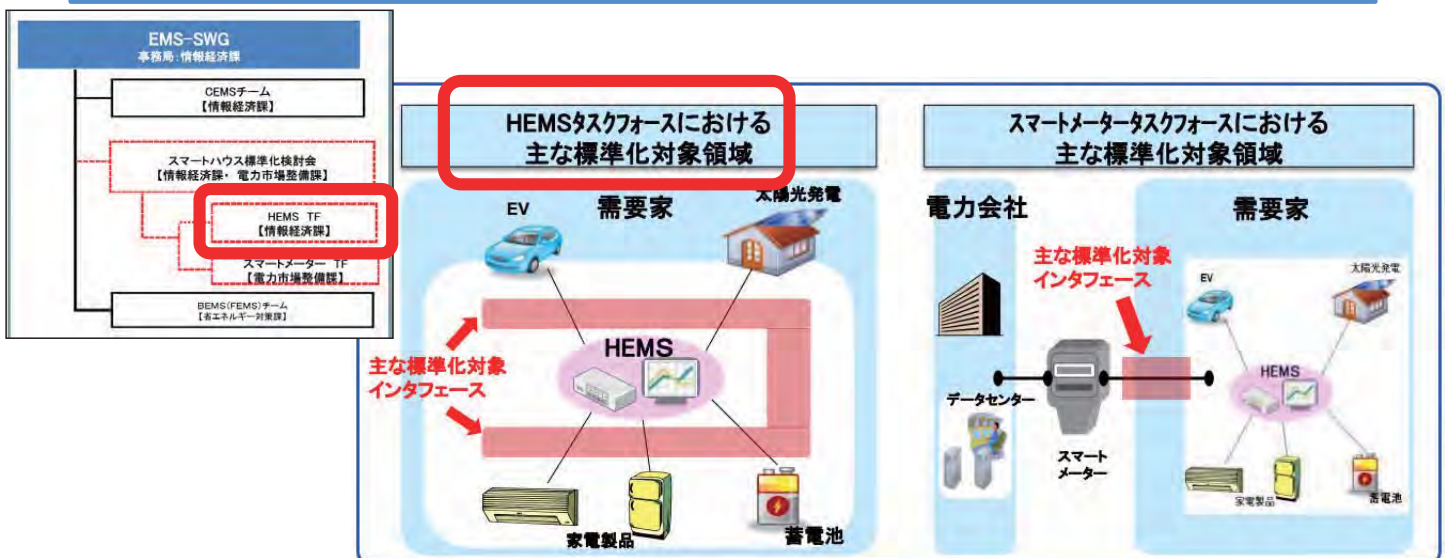 EMS-SWG
事務局:情報経済課
CEMSチーム
【情報経済課】
スマートハウス標準化検討会
【情報経済課・ 電力市場整備課】
HEMS TF
【情報経済課】
スマートメーター TF
【電力市場整備課】
BEMS(FEMS)チーム
【省エネルギー対策課】
HEMSタスクフォースにおける
主な標準化対象領域
需要家
EV
太陽光発電
主な標準化対象
インタフェース
HEMS
家電製品
蓄電池
スマートメータータスクフォースにおける
主な標準化対象領域
電力会社
需要家
主な標準化対象
インタフェース
EV
太陽光発電
データセンター
HEMS
スマート
メーター
家電製品
蓄電池